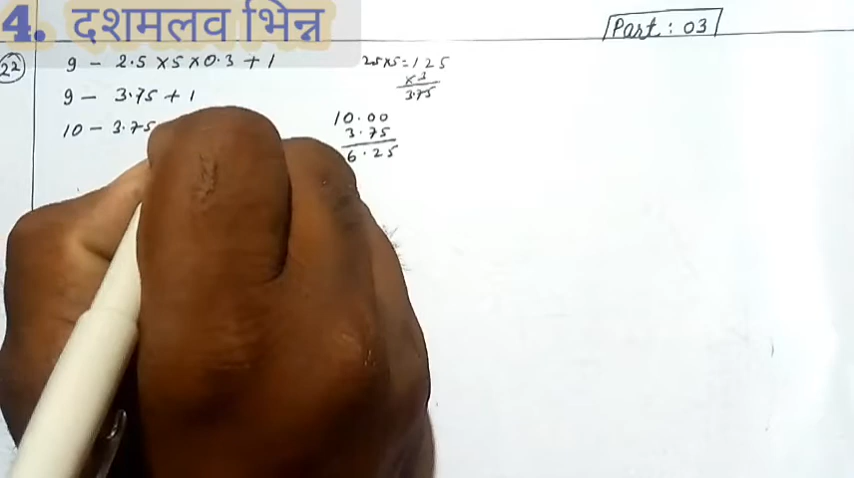 4. दशमलव भिन्न
Part : 03
22
9 - 2.5 × 5 × 0.3 + 1
9 - 3.75 + 1
10 - 3.75
25×5=125
×3
3.75
10.00
3.75
6.25